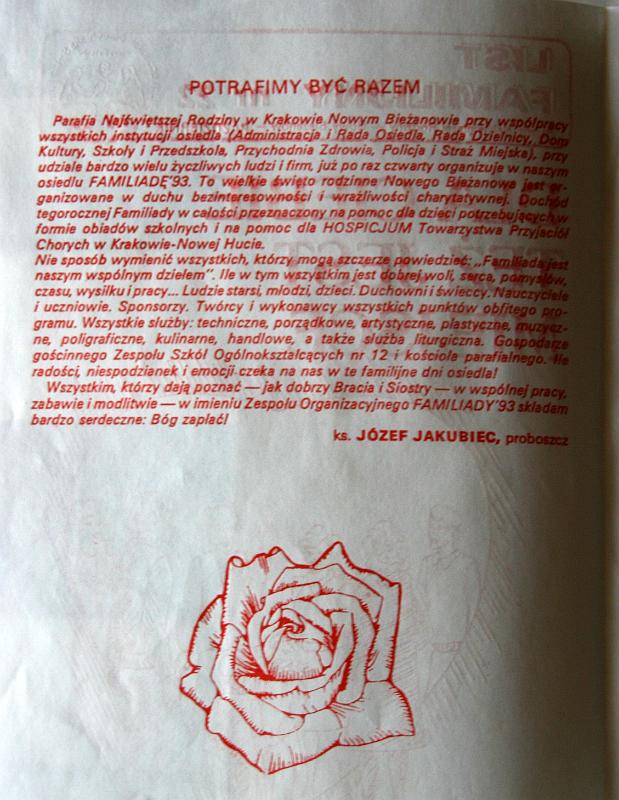 POTRAFIMY BYĆ RAZEM
Parafia Najświętszej Rodziny w Krakowie Nowym Bieżanowie przy współpracy
wszystkich instytucji osiedla (Administracja i Rada Osiedla, Rada Dzielnicy, Dom
Kultury, Szkoły i Przedszkola, Przychodnia Zdrowia, Policja i Straż Miejska), przy
udziale bardzo wielu życzliwych ludzi i firm, już po raz czwarty organizuje w naszym
osiedlu FAMILIADĘ'93. To wielkie święto rodzinne Nowego Bieżanowa jest or-
ganizowane w duchu bezinteresowności i wrażliwości charytatywnej. Dochód
tegorocznej Familiady w całości przeznaczony na pomoc dla dzieci potrzebujących w
formie obiadów szkolnych i na pomoc dla HOSPICJUM Towarzystwa Przyjaciół
Chorych w Krakowie-Nowej Hucie.
Nie sposób wymienić wszystkich, którzy mogą szczerze powiedzieć: „Familiada jest
naszym wspólnym dziełem”. Ile w tym wszystkim jest dobrej woli, serca, pomysłów,
czasu, wysiłku i pracy... Ludzie starsi, młodzi, dzieci. Duchowni i świeccy. Nauczyciele
i uczniowie. Sponsorzy. Twórcy i wykonawcy wszystkich punktów obfitego pro-
gramu. Wszystkie służby: techniczne, porządkowe, artystyczne, plastyczne, muzycz-
ne, poligraficzne, kulinarne, handlowe, a także służba liturgiczna. Gospodarze
gościnnego Zespołu Szkół Ogólnokształcących nr 12 i kościoła parafialnego. Ile
radości, niespodzianek i emocji czeka na nas w te familijne dni osiedla!
Wszystkim, którzy dają poznać — jak dobrzy Bracia i Siostry — w wspólnej pracy,
zabawie i modlitwie — w imieniu Zespołu Organizacyjnego FAMILIADY'93 składam
bardzo serdeczne: Bóg zapłać!
ks. JÓZEF JAKUBIEC, proboszcz